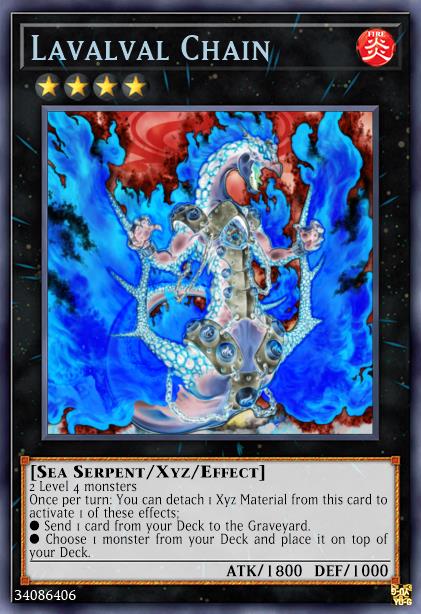 LAVALVAL CHAIN
FIRE
炎
[SEA SERPENT/XYZ/EFFECT]
2 Level 4 monsters
Once per turn: You can detach 1 Xyz Material from this card to
activate 1 of these effects;
● Send 1 card from your Deck to the Graveyard.
● Choose 1 monster from your Deck and place it on top of
your Deck.
ATK/1800 DEF/1000
34086406